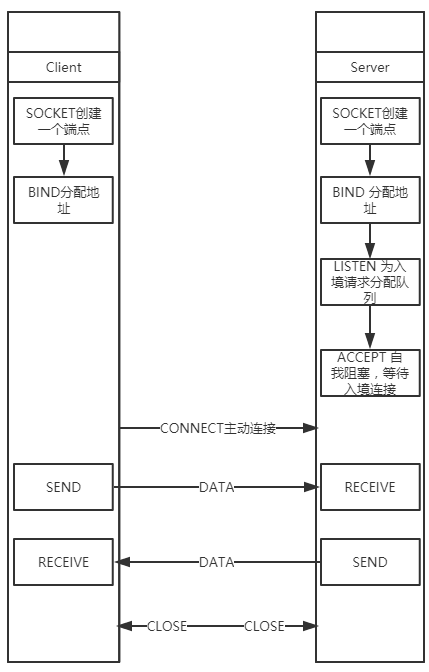 Client
Server
SOCKET创建
一个端点
SOCKET创建
一个端点
BIND分配地
址
BIND 分配地
址
LISTEN 为入
境请求分配队
列
ACCEPT 自
我阻塞，等待
入境连接
CONNECT主动连接
SEND
DATA
RECEIVE
RECEIVE
DATA
SEND
CLOSE
CLOSE